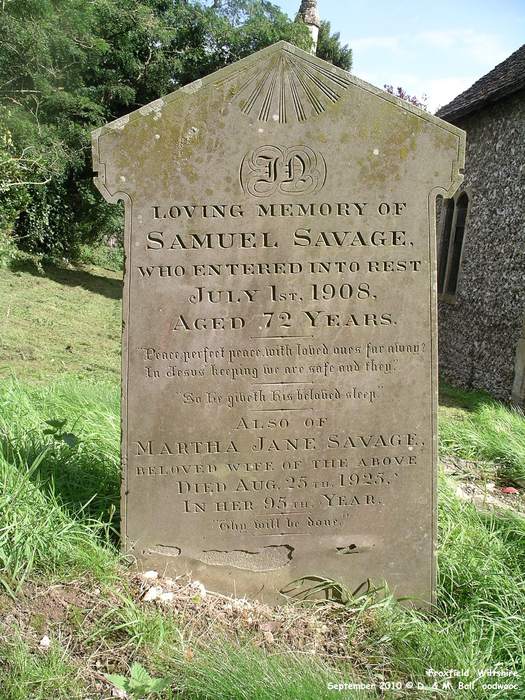 IN
LOVING MEMORY OF
SAMUEL SAVAGE,
WHO ENTERED INTO REST
JULY 1ST, 1908,
AGED 72 YEARS.
"Peace, perfect peace, with loved ones far away?
In Jesus keeping we are safe and they."
"So he giveth his beloved sleep"
ALSO OF
MARTHA JANE SAVAGE,
BELOVED WIFE OF THE ABOVE
DIED AUG. 25TH, 1925,
IN HER 95TH, YEAR.
"Thy will be done."
Froxfield, Wiltshire
September 2010 © D. & M. Ball